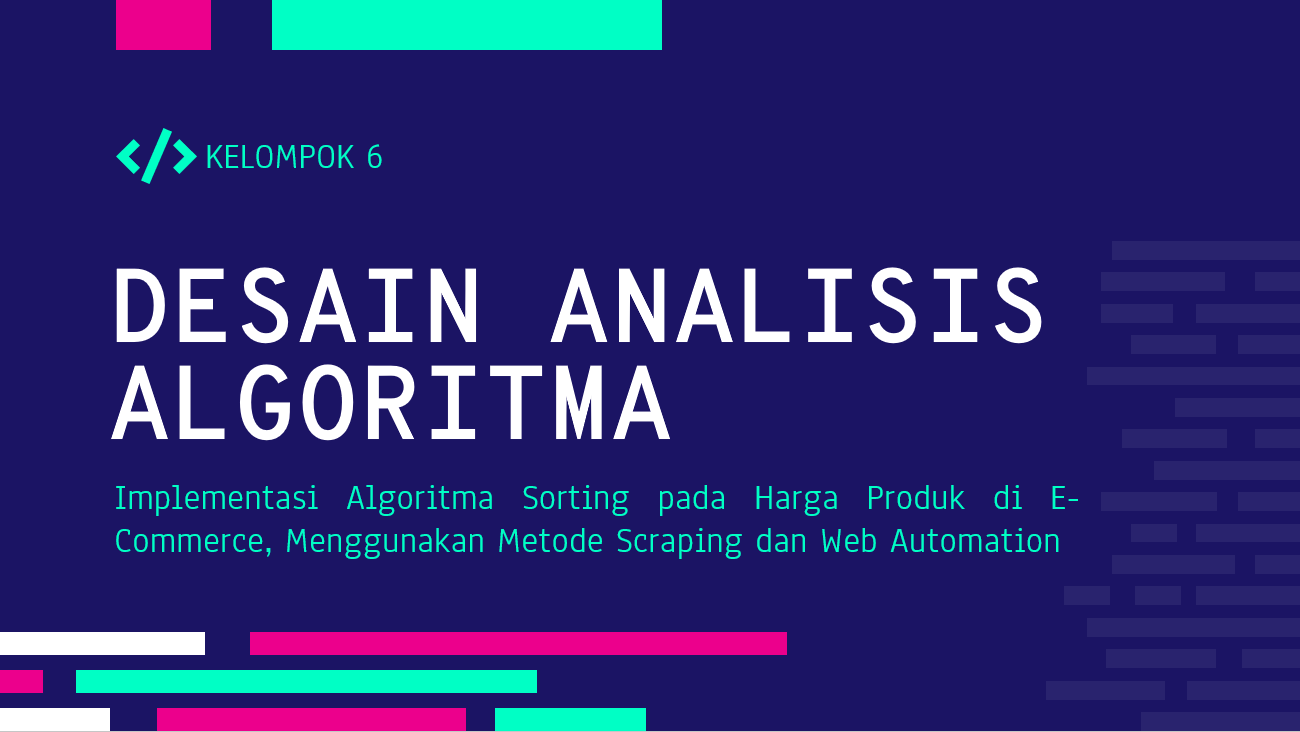 KELOMPOK 6
DESAIN ANALISIS
ALGORITMA
Implementasi Algoritma Sorting pada Harga Produk di E-
Commerce, Menggunakan Metode Scraping dan Web Automation